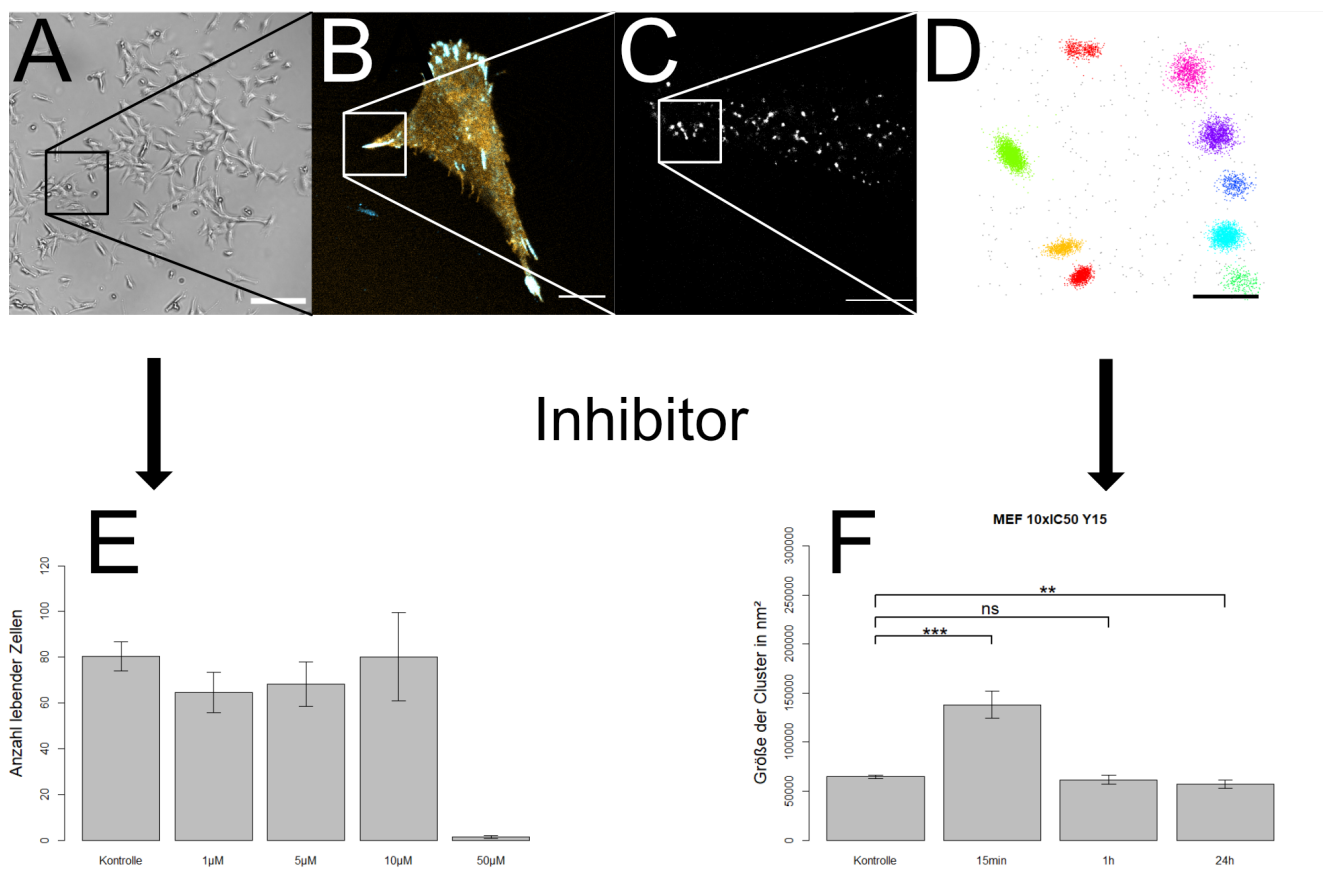 A
B
C
D
Inhibitor
E
Anzahl lebender Zellen
120
100
80
60
40
20
0
Kontrolle
1µM
5µM
10µM
50µM
F
MEF 10xIC50 Y15
Größe der Cluster in nm²
300000
250000
200000
150000
100000
50000
0
**
ns
***
Kontrolle
15min
1h
24h